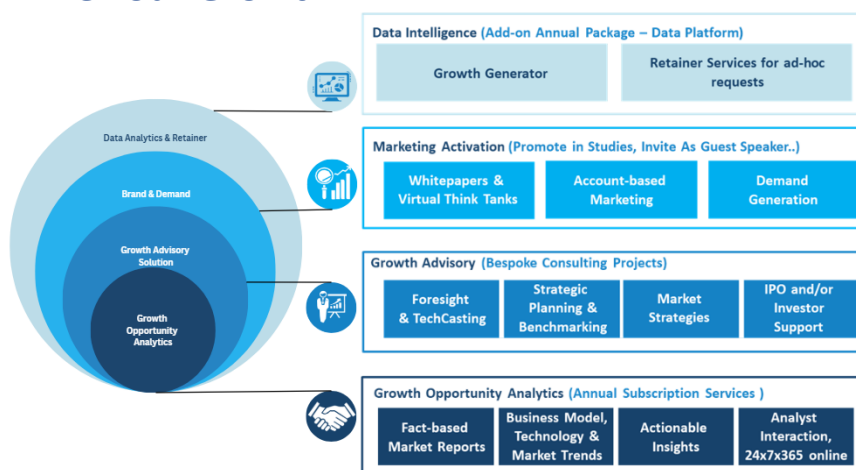 Data Intelligence (Add-on Annual Package – Data Platform)
Growth Generator
Retainer Services for ad-hoc
requests
Data Analytics & Retainer
Marketing Activation (Promote in Studies, Invite As Guest Speaker..)
Whitepapers &
Virtual Think Tanks
Account-based
Marketing
Demand
Generation
Brand & Demand
Growth Advisory
Solution
Growth Advisory (Bespoke Consulting Projects)
Foresight
& TechCasting
Strategic
Planning &
Benchmarking
Market
Strategies
IPO and/or
Investor
Support
Growth
Opportunity
Analytics
Growth Opportunity Analytics (Annual Subscription Services )
Fact-based
Market Reports
Business Model,
Technology &
Market Trends
Actionable
Insights
Analyst
Interaction,
24x7x365 online